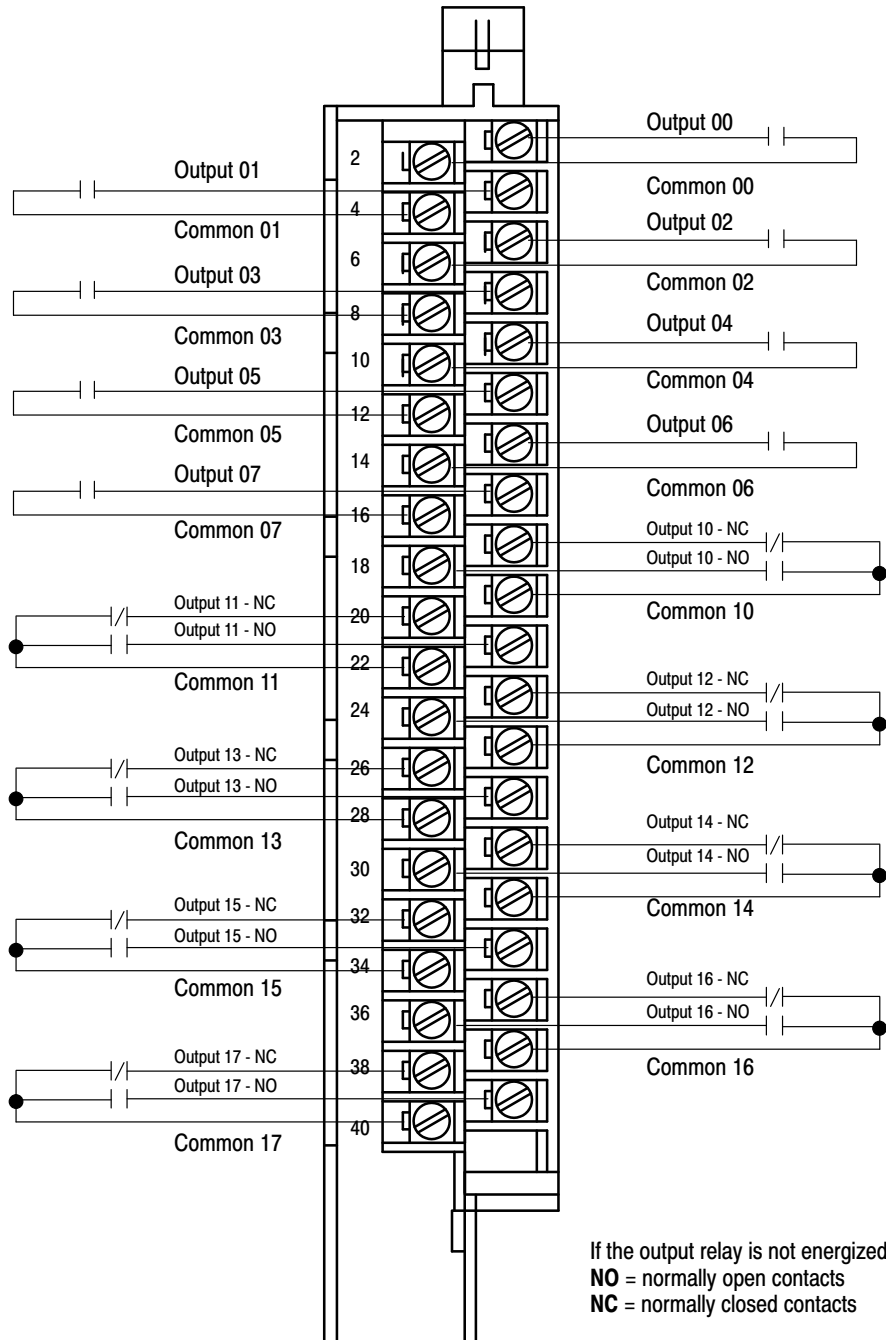 Output 00
2
Output 01
Common 00
4
Common 01
Output 02
6
Output 03
Common 02
8
Common 03
Output 04
10
Output 05
Common 04
12
Common 05
Output 06
14
Output 07
Common 06
16
Common 07
Output 10 - NC
18
Output 10 - NO
Output 11 - NC
20
Common 10
Output 11 - NO
22
Common 11
Output 12 - NC
24
Output 12 - NO
Output 13 - NC
26
Common 12
Output 13 - NO
28
Common 13
Output 14 - NC
30
Output 14 - NO
Output 15 - NC
32
Common 14
Output 15 - NO
34
Common 15
Output 16 - NC
36
Output 16 - NO
Output 17 - NC
38
Common 16
Output 17 - NO
40
Common 17
If the output relay is not energized
NO = normally open contacts
NC = normally closed contacts